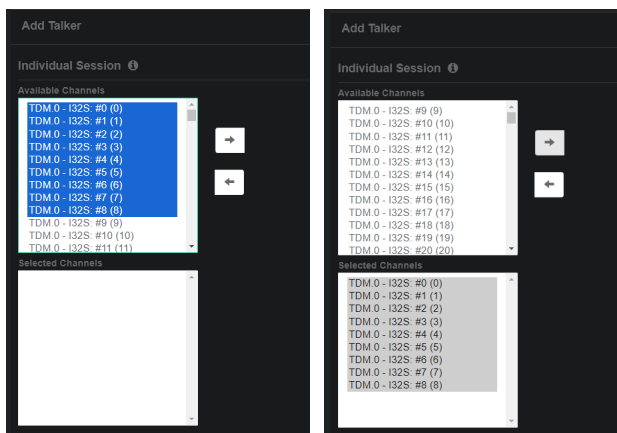 Add Talker
Individual Session
Available Channels
TDM.0 - I32S: #0 (0)
TDM.0 - I32S: #1 (1)
TDM.0 - I32S: #2 (2)
TDM.0 - I32S: #3 (3)
TDM.0 - I32S: #4 (4)
TDM.0 - I32S: #5 (5)
TDM.0 - I32S: #6 (6)
TDM.0 - I32S: #7 (7)
TDM.0 - I32S: #8 (8)
TDM.0 - I32S: #9 (9)
TDM.0 - I32S: #10 (10)
TDM.0 - I32S: #11 (11)
Selected Channels
Add Talker
Individual Session
Available Channels
TDM.0 - I32S: #9 (9)
TDM.0 - I32S: #10 (10)
TDM.0 - I32S: #11 (11)
TDM.0 - I32S: #12 (12)
TDM.0 - I32S: #13 (13)
TDM.0 - I32S: #14 (14)
TDM.0 - I32S: #15 (15)
TDM.0 - I32S: #16 (16)
TDM.0 - I32S: #17 (17)
TDM.0 - I32S: #18 (18)
TDM.0 - I32S: #19 (19)
TDM.0 - I32S: #20 (20)
Selected Channels
TDM.0 - I32S: #0 (0)
TDM.0 - I32S: #1 (1)
TDM.0 - I32S: #2 (2)
TDM.0 - I32S: #3 (3)
TDM.0 - I32S: #4 (4)
TDM.0 - I32S: #5 (5)
TDM.0 - I32S: #6 (6)
TDM.0 - I32S: #7 (7)
TDM.0 - I32S: #8 (8)